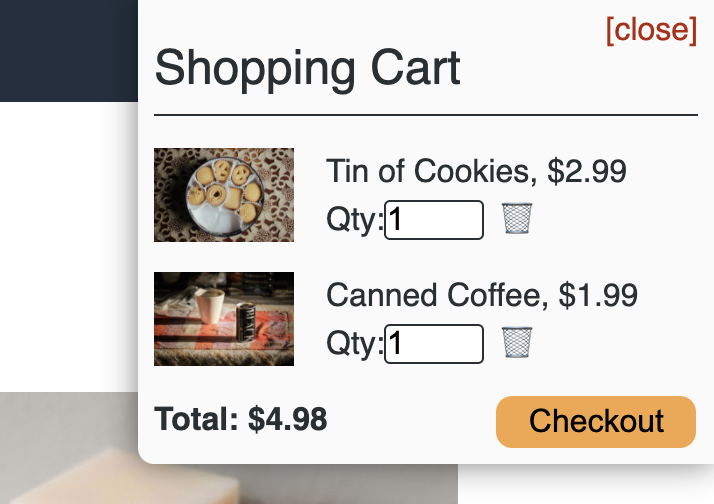 [close]
Shopping Cart
Tin of Cookies, $2.99
Qty:1
Canned Coffee, $1.99
Qty:1
Total: $4.98
Checkout